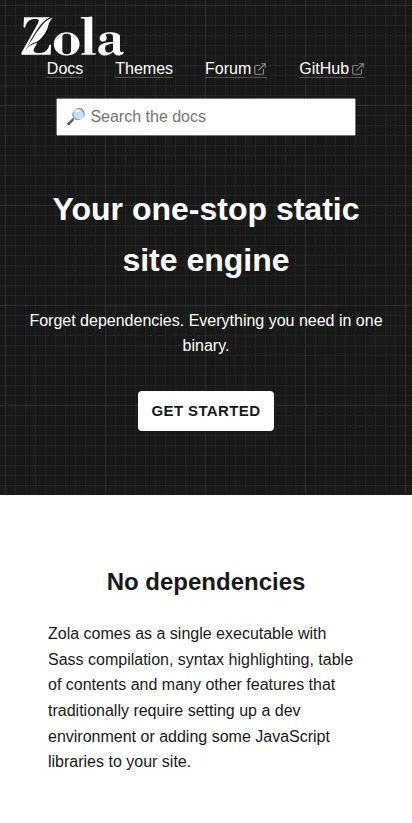 Zola
Docs Themes Forum GitHub
🔎 Search the docs
Your one-stop static
site engine
Forget dependencies. Everything you need in one
binary.
GET STARTED
No dependencies
Zola comes as a single executable with
Sass compilation, syntax highlighting, table
of contents and many other features that
traditionally require setting up a dev
environment or adding some JavaScript
libraries to your site.